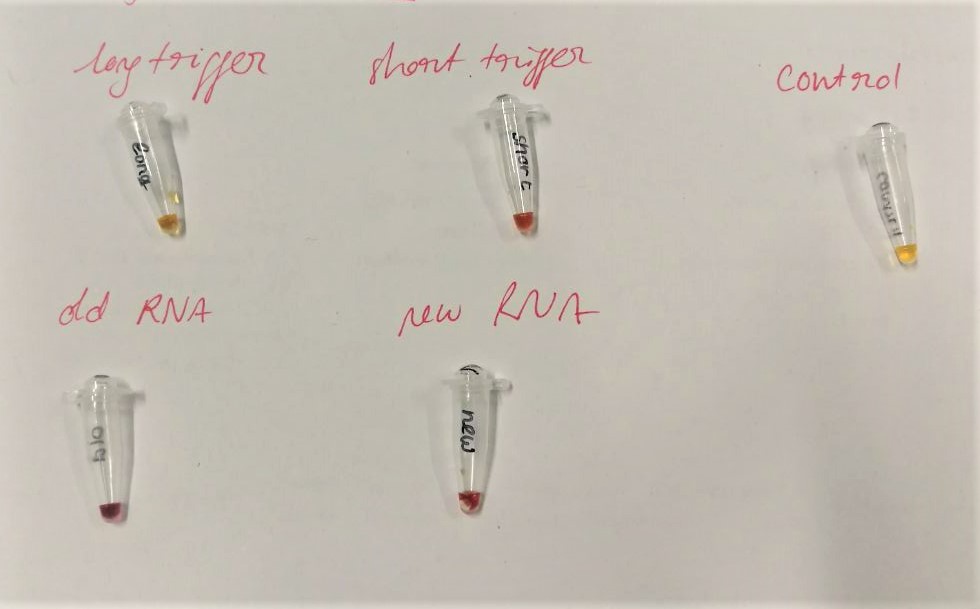 long trigger
short trigger
Control
long
short
control
old RNA
new RNA
old
new